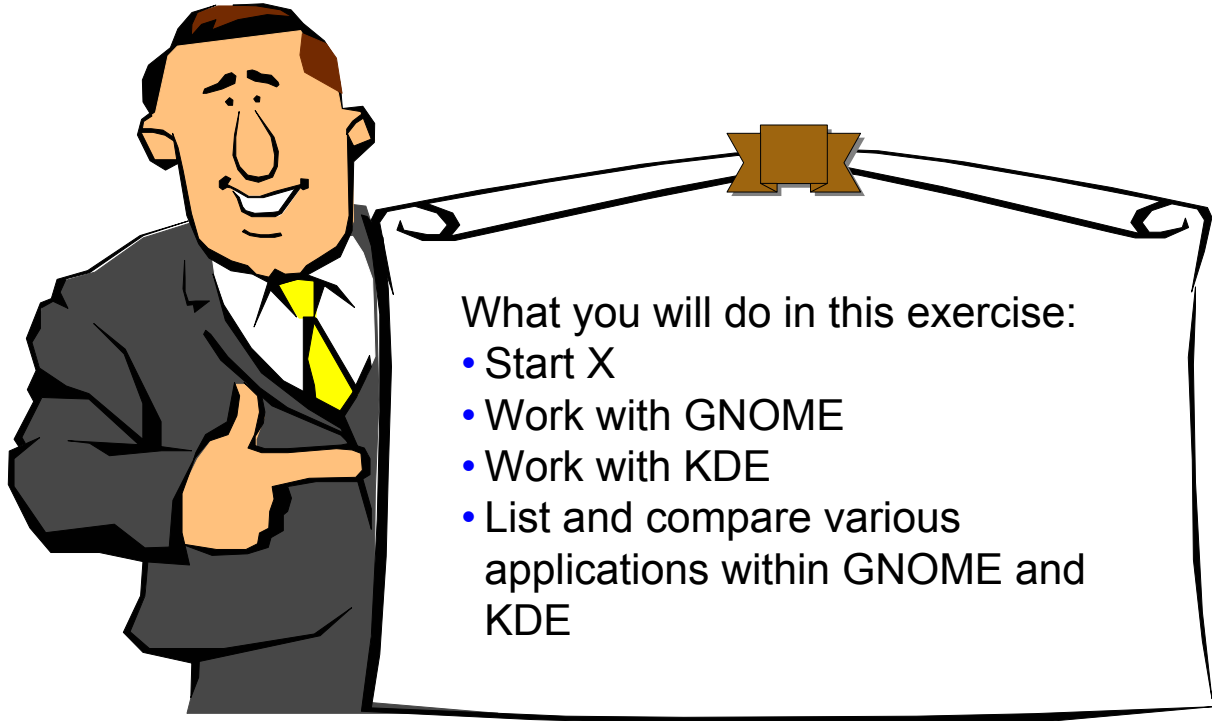 What you will do in this exercise:
• Start X
• Work with GNOME
• Work with KDE
• List and compare various
applications within GNOME and
KDE